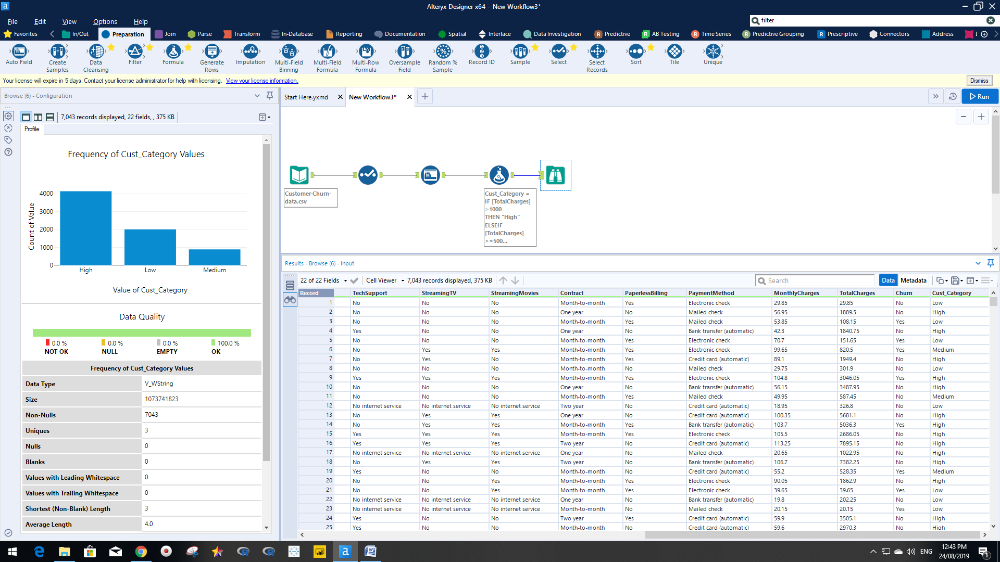 Alteryx Designer x64 - New Workflow3*
File Edit View Options Help
filter
Favorites In/Out Preparation Join Parse Transform In-Database Reporting Documentation Spatial Interface Data Investigation Predictive AB Testing Time Series Predictive Grouping Prescriptive Connectors Address
Auto Field
Create Samples
Data Cleansing
Filter
Formula
Generate Rows
Imputation
Multi-Field Binning
Multi-Field Formula
Multi-Row Formula
Oversample Field
Random % Sample
Record ID
Sample
Select
Select Records
Sort
Tile
Unique
Your license will expire in 5 days. Contact your license administrator for help with licensing. View your license information.
Dismiss
Browse (6) - Configuration
7,043 records displayed, 22 fields, , 375 KB
Profile
Frequency of Cust_Category Values
Count of Value
4000
3000
2000
1000
0
High Low Medium
Value of Cust_Category
Data Quality
0.0 % 0.0 % 0.0 % 100.0 %
NOT OK NULL EMPTY OK
Frequency of Cust_Category Values
Data Type V_WString
Size 1073741823
Non-Nulls 7043
Uniques 3
Nulls 0
Blanks 0
Values with Leading Whitespace 0
Values with Trailing Whitespace 0
Shortest (Non-Blank) Length 3
Average Length 4.0
Start Here.yxmd New Workflow3*
Run
Customer-Churn-
data.csv
Cust_Category =
IF [TotalCharges]
>1000
THEN "High"
ELSEIF
[TotalCharges]
>=500...
Results - Browse (6) - Input
22 of 22 Fields Cell Viewer 7,043 records displayed, 375 KB Search Data Metadata
Record TechSupport StreamingTV StreamingMovies Contract PaperlessBilling PaymentMethod MonthlyCharges TotalCharges Churn Cust_Category
1 No No No Month-to-month Yes Electronic check 29.85 29.85 No Low
2 No No No One year No Mailed check 56.95 1889.5 No High
3 No No No Month-to-month Yes Mailed check 53.85 108.15 Yes Low
4 Yes No No One year No Bank transfer (automatic) 42.3 1840.75 No High
5 No No No Month-to-month Yes Electronic check 70.7 151.65 Yes Low
6 No Yes Yes Month-to-month Yes Electronic check 99.65 820.5 Yes Medium
7 No Yes No Month-to-month Yes Credit card (automatic) 89.1 1949.4 No High
8 No No No Month-to-month No Mailed check 29.75 301.9 No Low
9 Yes Yes Yes Month-to-month Yes Electronic check 104.8 3046.05 Yes High
10 No No No One year No Bank transfer (automatic) 56.15 3487.95 No High
11 No No No Month-to-month Yes Mailed check 49.95 587.45 No Medium
12 No internet service No internet service No internet service Two year No Credit card (automatic) 18.95 326.8 No Low
13 No Yes Yes One year No Credit card (automatic) 100.35 5681.1 No High
14 No Yes Yes Month-to-month Yes Bank transfer (automatic) 103.7 5036.3 Yes High
15 Yes Yes Yes Month-to-month Yes Electronic check 105.5 2686.05 No High
16 Yes Yes Yes Two year No Credit card (automatic) 113.25 7895.15 No High
17 No internet service No internet service No internet service One year No Mailed check 20.65 1022.95 No High
18 No Yes Yes Two year No Bank transfer (automatic) 106.7 7382.25 No High
19 Yes No No Month-to-month No Credit card (automatic) 55.2 528.35 Yes Medium
20 No No Yes Month-to-month Yes Electronic check 90.05 1862.9 No High
21 No No Yes Month-to-month Yes Electronic check 39.65 39.65 Yes Low
22 No internet service No internet service No internet service One year No Bank transfer (automatic) 19.8 202.25 No Low
23 No internet service No internet service No internet service Month-to-month No Mailed check 20.15 20.15 Yes Low
24 Yes No No Two year Yes Credit card (automatic) 59.9 3505.1 No High
25 Yes No No Month-to-month No Credit card (automatic) 59.6 2970.3 No High
ENG
12:43 PM
24/08/2019
1